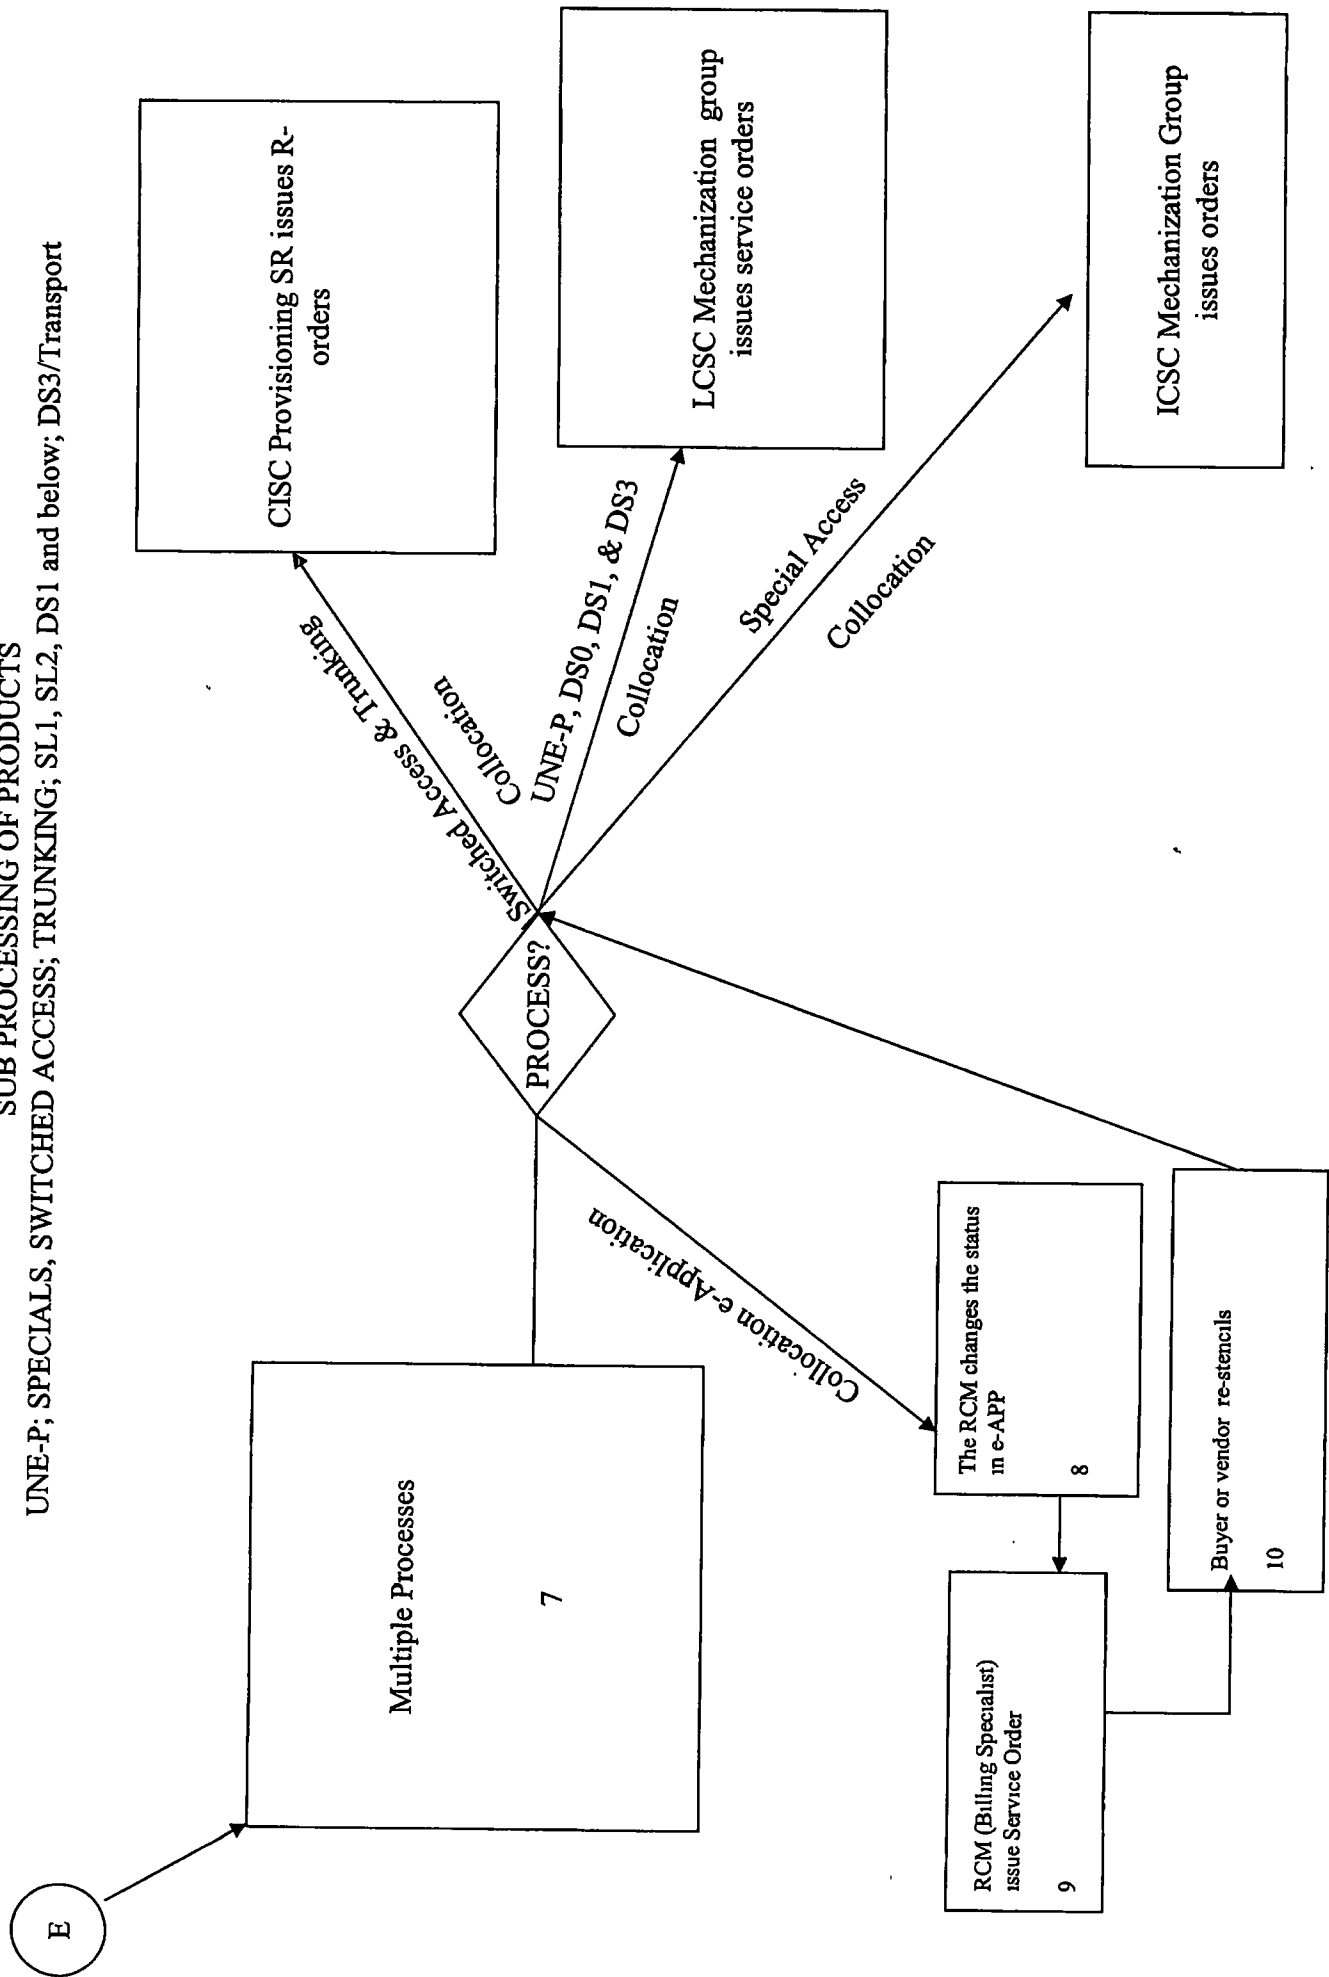 SUB PROCESSING OF PRODUCTS
UNE-P; SPECIALS, SWITCHED ACCESS; TRUNKING; SL1, SL2, DS1 and below; DS3/Transport
E
Multiple Processes
7
PROCESS?
Switched Access & Trunking
Collocation
CISC Provisioning SR issues R-
orders
UNE-P, DS0, DS1, & DS3
Collocation
LCSC Mechanization group
issues service orders
Special Access
Collocation
ICSC Mechanization Group
issues orders
Collocation e-Application
The RCM changes the status
in e-APP
8
RCM (Billing Specialist)
issue Service Order
9
Buyer or vendor re-stencils
10